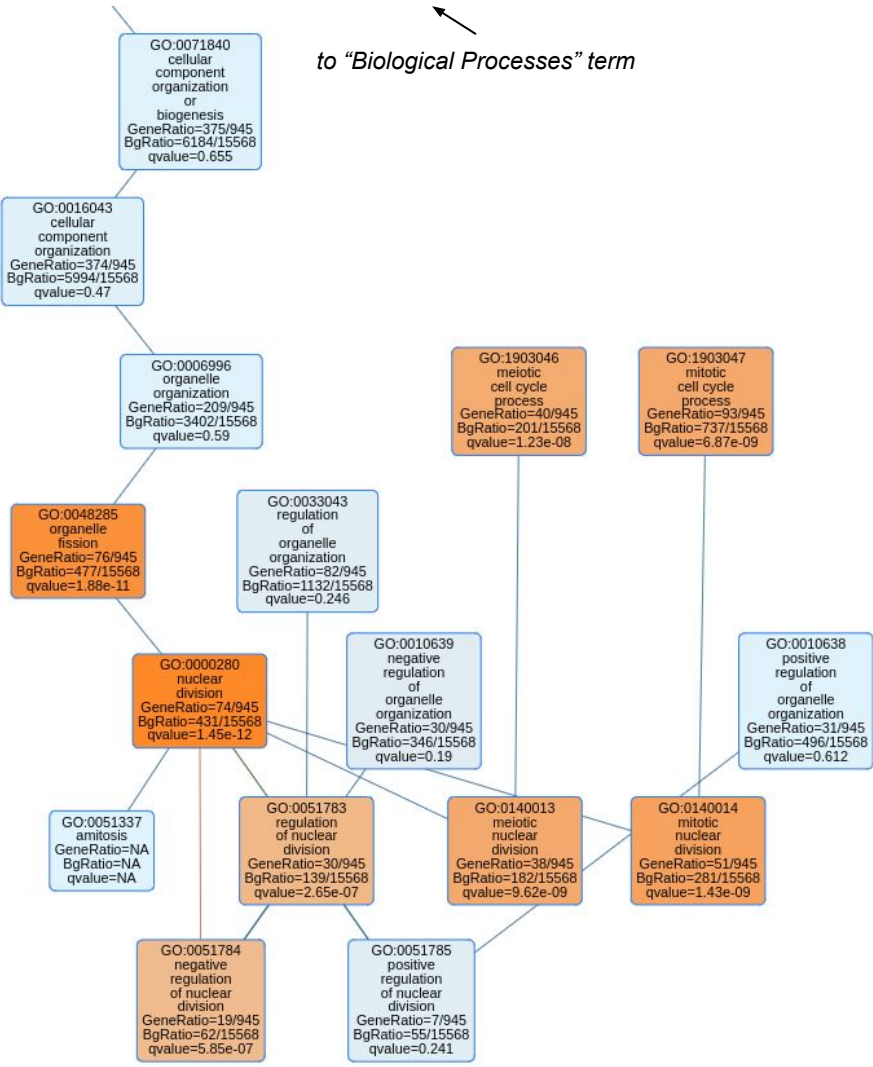 GO:0071840
cellular
component
organization
or
biogenesis
GeneRatio=375/945
BgRatio=6184/15568
qvalue=0.655
to “Biological Processes” term
GO:0016043
cellular
component
organization
GeneRatio=374/945
BgRatio=5994/15568
qvalue=0.47
GO:0006996
organelle
organization
GeneRatio=209/945
BgRatio=3402/15568
qvalue=0.59
GO:1903046
meiotic
cell cycle
process
GeneRatio=40/945
BgRatio=201/15568
qvalue=1.23e-08
GO:1903047
mitotic
cell cycle
process
GeneRatio=93/945
BgRatio=737/15568
qvalue=6.87e-09
GO:0048285
organelle
fission
GeneRatio=76/945
BgRatio=477/15568
qvalue=1.88e-11
GO:0033043
regulation
of
organelle
organization
GeneRatio=82/945
BgRatio=1132/15568
qvalue=0.246
GO:0000280
nuclear
division
GeneRatio=74/945
BgRatio=431/15568
qvalue=1.45e-12
GO:0010639
negative
regulation
of
organelle
organization
GeneRatio=30/945
BgRatio=346/15568
qvalue=0.19
GO:0010638
positive
regulation
of
organelle
organization
GeneRatio=31/945
BgRatio=496/15568
qvalue=0.612
GO:0051337
amitosis
GeneRatio=NA
BgRatio=NA
qvalue=NA
GO:0051783
regulation
of nuclear
division
GeneRatio=30/945
BgRatio=139/15568
qvalue=2.65e-07
GO:0140013
meiotic
nuclear
division
GeneRatio=38/945
BgRatio=182/15568
qvalue=9.62e-09
GO:0140014
mitotic
nuclear
division
GeneRatio=51/945
BgRatio=281/15568
qvalue=1.43e-09
GO:0051784
negative
regulation
of nuclear
division
GeneRatio=19/945
BgRatio=62/15568
qvalue=5.85e-07
GO:0051785
positive
regulation
of nuclear
division
GeneRatio=7/945
BgRatio=55/15568
qvalue=0.241